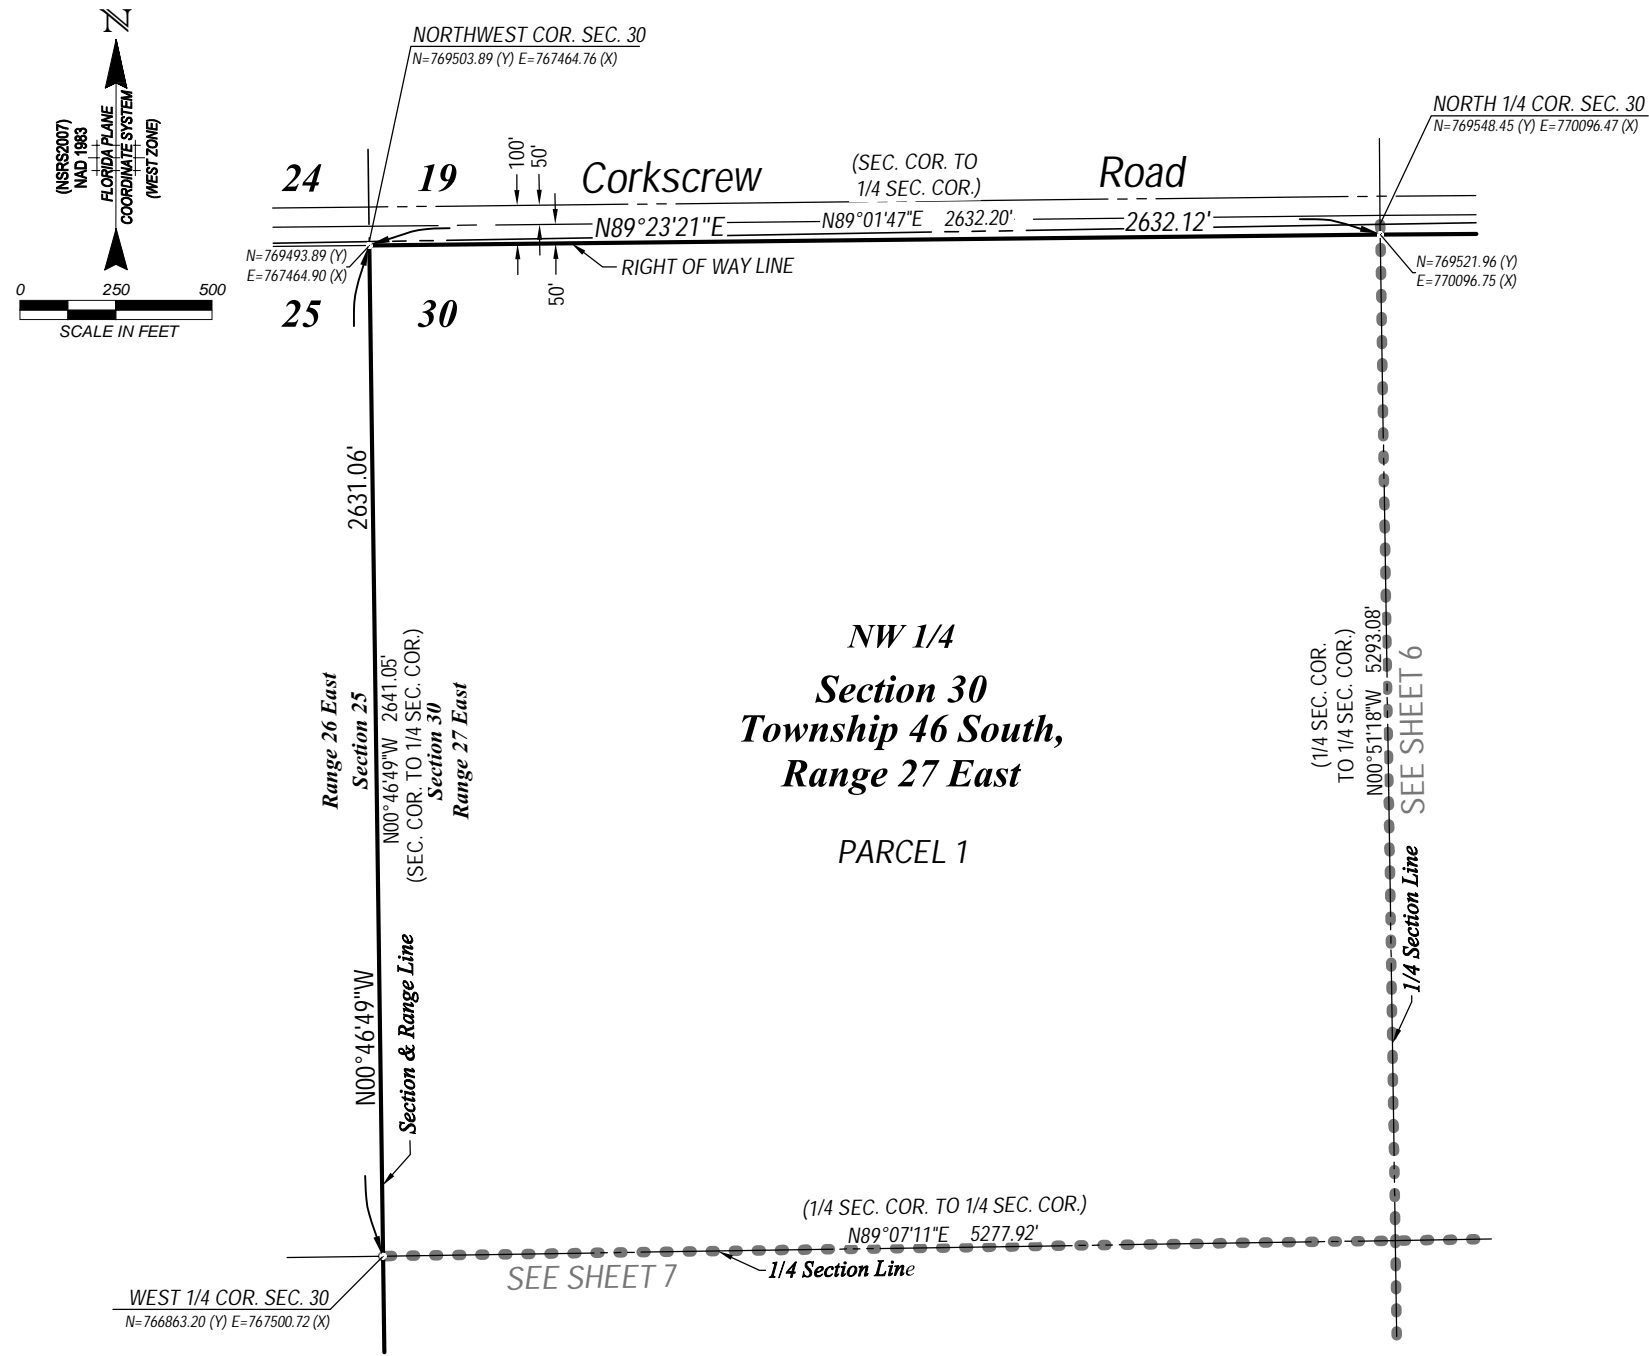 N
(NSRS2007)
NAD 1983
FLORIDA PLANE
COORDINATE SYSTEM
(WEST ZONE)
0 250 500
SCALE IN FEET
NORTHWEST COR. SEC. 30
N=769503.89 (Y) E=767464.76 (X)
NORTH 1/4 COR. SEC. 30
N=769548.45 (Y) E=770096.47 (X)
24
19
100'
50'
Corkscrew
(SEC. COR. TO
1/4 SEC. COR.)
Road
N89°23'21"E
N89°01'47"E 2632.20'
2632.12'
N=769493.89 (Y)
E=767464.90 (X)
RIGHT OF WAY LINE
50'
N=769521.96 (Y)
E=770096.75 (X)
25
30
2631.06'
Range 26 East
Section 25
N00°46'49"W 2641.05'
(SEC. COR. TO 1/4 SEC. COR.)
Section 30
Range 27 East
NW 1/4
Section 30
Township 46 South,
Range 27 East
PARCEL 1
(1/4 SEC. COR.
TO 1/4 SEC. COR.)
N00°51'18"W 5293.08'
SEE SHEET 6
1/4 Section Line
N00°46'49"W
Section & Range Line
(1/4 SEC. COR. TO 1/4 SEC. COR.)
N89°07'11"E 5277.92'
SEE SHEET 7
1/4 Section Line
WEST 1/4 COR. SEC. 30
N=766863.20 (Y) E=767500.72 (X)